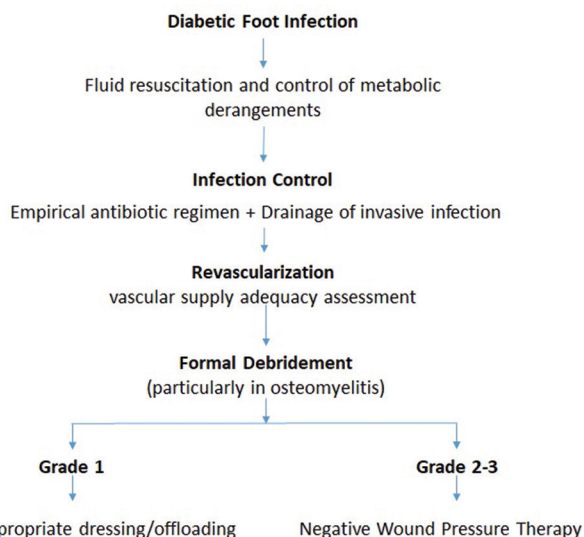 Diabetic Foot Infection
Fluid resuscitation and control of metabolic
derangements
Infection Control
Empirical antibiotic regimen + Drainage of invasive infection
Revascularization
vascular supply adequacy assessment
Formal Debridement
(particularly in osteomyelitis)
Grade 1
Grade 2-3
propriate dressing/offloading
Negative Wound Pressure Therapy